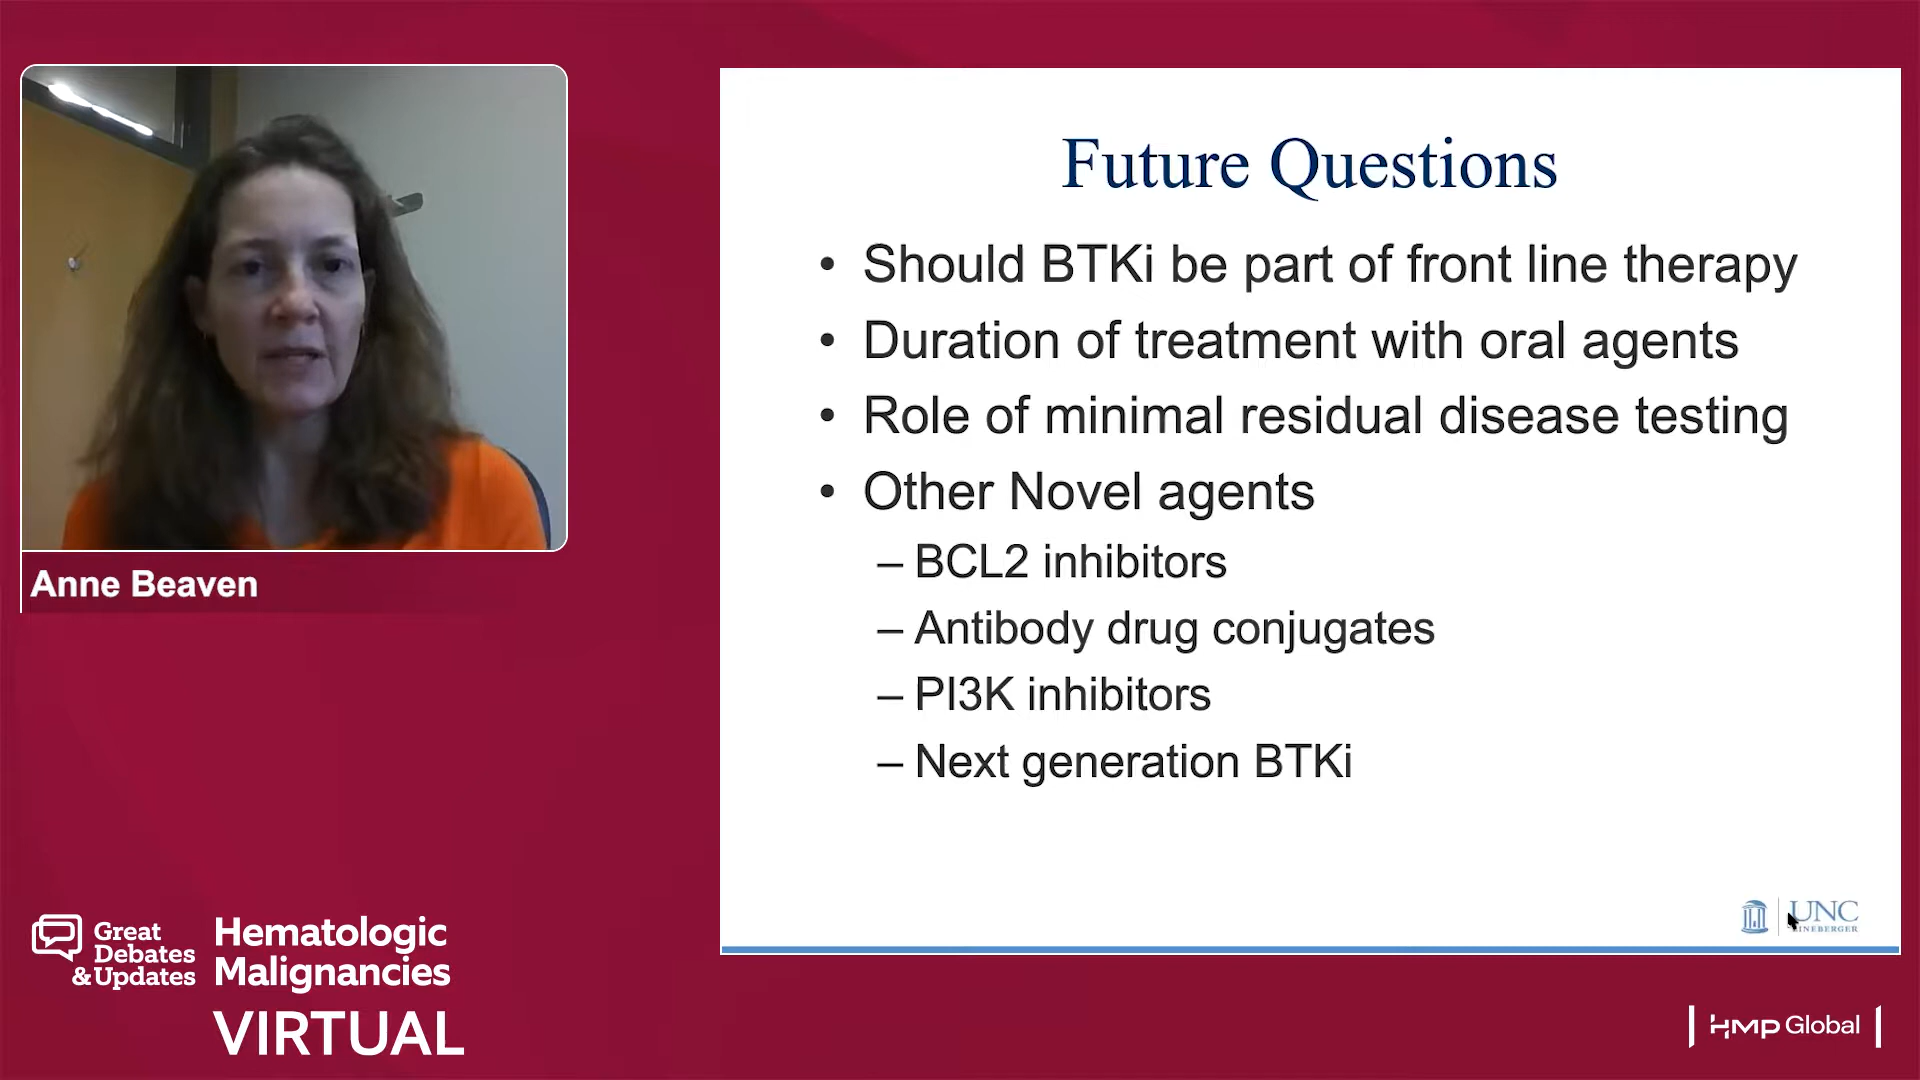 Future Questions
• Should BTKi be part of front line therapy
• Duration of treatment with oral agents
• Role of minimal residual disease testing
• Other Novel agents
– BCL2 inhibitors
– Antibody drug conjugates
– PI3K inhibitors
– Next generation BTKi
UNC
Anne Beaven
Great
Debates
&Updates
Hematologic
Malignancies
VIRTUAL
HMP Global